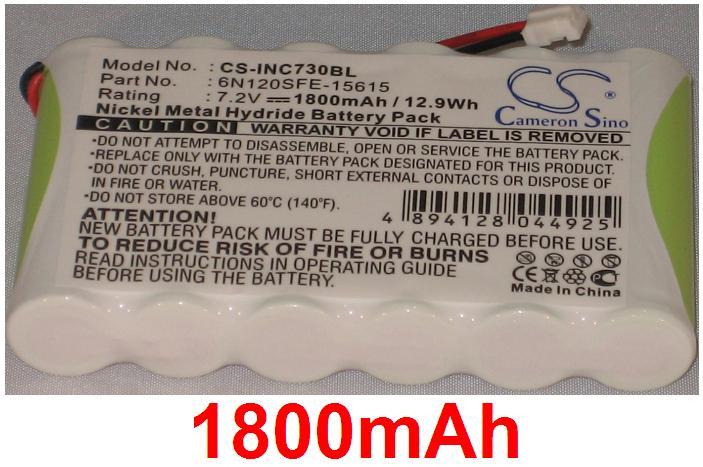 Model No. : CS-INC730BL
Part No. : 6N120SFE-15615
Rating : 7.2V 1800mAh / 12.9Wh
Nickel Metal Hydride Battery Pack
CS
Cameron Sino
CAUTION WARRANTY VOID IF LABEL IS REMOVED
•DO NOT ATTEMPT TO DISASSEMBLE, OPEN OR SERVICE THE BATTERY PACK.
•REPLACE ONLY WITH THE BATTERY PACK DESIGNATED FOR THIS PRODUCT.
•DO NOT CRUSH, PUNCTURE, SHORT EXTERNAL CONTACTS OR DISPOSE OF
IN FIRE OR WATER.
•DO NOT STORE ABOVE 60°C (140°F).
4 894128 044925
ATTENTION!
NEW BATTERY PACK MUST BE FULLY CHARGED BEFORE USING
TO REDUCE RISK OF FIRE OR BURNS
READ INSTRUCTIONS IN OPERATING GUIDE
BEFORE USING THE BATTERY PACK.
Made In China
1800mAh